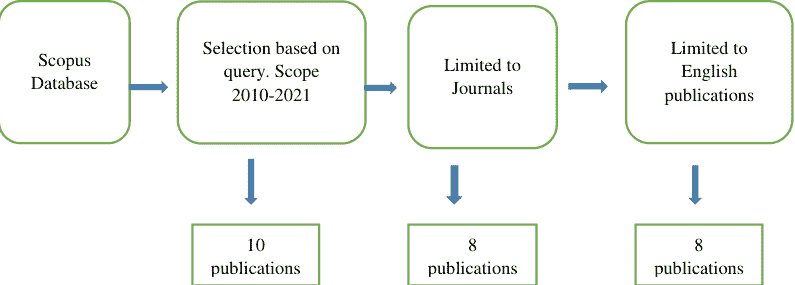 Scopus
Database
Selection based on
query. Scope
2010-2021
Limited to
Journals
Limited to
English
publications
10
publications
8
publications
8
publications